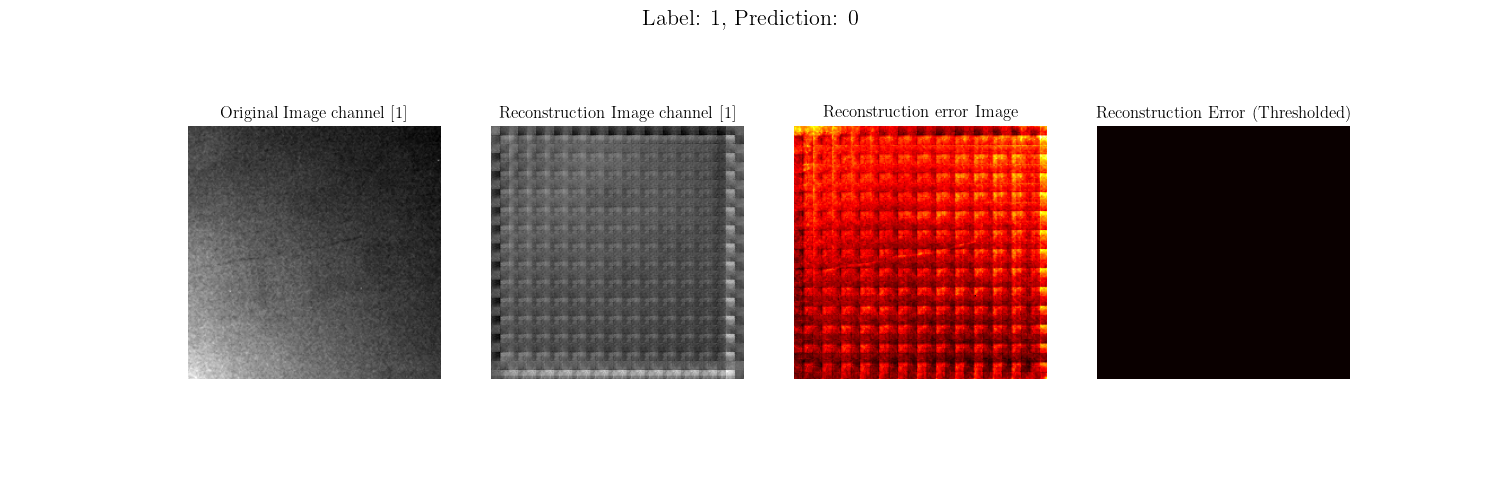 Label: 1, Prediction: 0
Original Image channel [1]
Reconstruction Image channel [1]
Reconstruction error Image
Reconstruction Error (Thresholded)